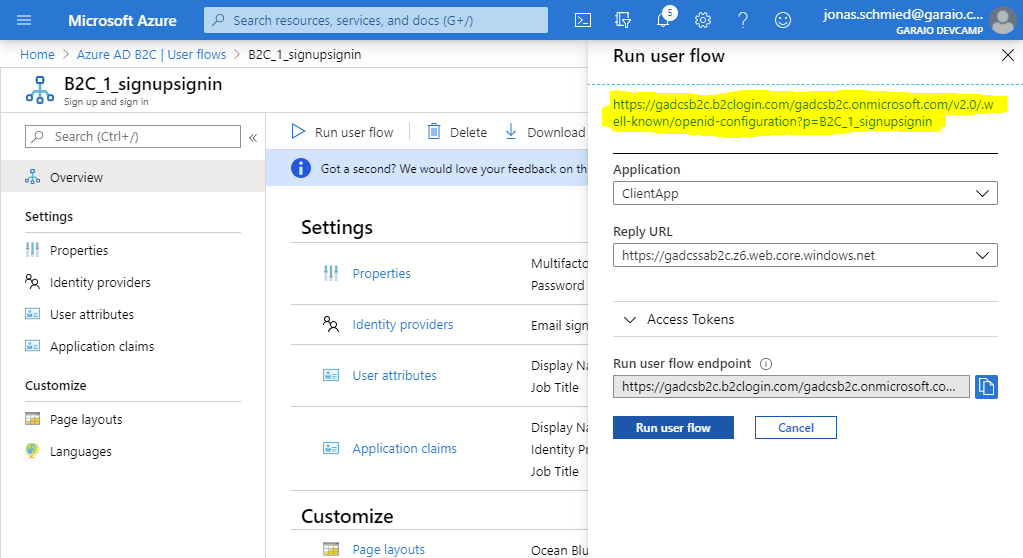 Microsoft Azure
Search resources, services, and docs (G+/)
5
jonas.schmied@garaio.c...
GARAIO DEVCAMP
Home > Azure AD B2C | User flows > B2C_1_signupsignin
B2C_1_signupsignin
Sign up and sign in
Search (Ctrl+/)
Overview
Settings
Properties
Identity providers
User attributes
Application claims
Customize
Page layouts
Languages
Run user flow
Delete
Download
Got a second? We would love your feedback on the
Settings
Properties
Multifacto
Password
Identity providers
Email sign
User attributes
Display Na
Job Title
Application claims
Display Na
Identity Pr
Job Title
Customize
Page layouts
Ocean Blu
Run user flow
https://gadcsb2c.b2clogin.com/gadcsb2c.onmicrosoft.com/v2.0/.w
ell-known/openid-configuration?p=B2C_1_signupsignin
Application
ClientApp
Reply URL
https://gadcssab2c.z6.web.core.windows.net
Access Tokens
Run user flow endpoint
https://gadcsb2c.b2clogin.com/gadcsb2c.onmicrosoft.co...
Run user flow
Cancel